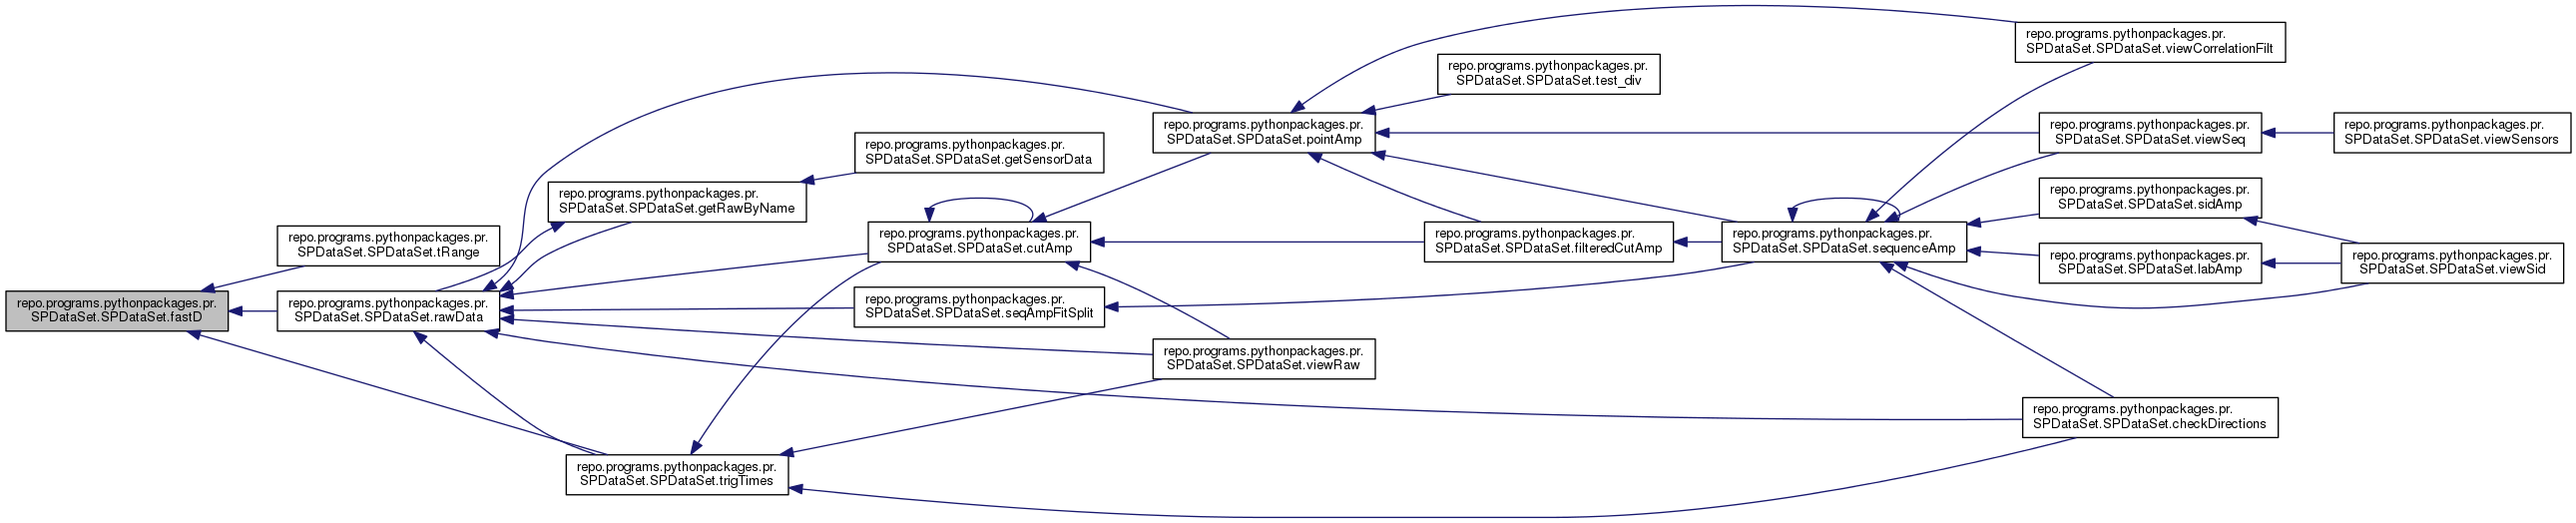 repo.programs.pythonpackages.pr.
SPDataSet.SPDataSet.fastD
repo.programs.pythonpackages.pr.
SPDataSet.SPDataSet.tRange
repo.programs.pythonpackages.pr.
SPDataSet.SPDataSet.rawData
repo.programs.pythonpackages.pr.
SPDataSet.SPDataSet.getRawByName
repo.programs.pythonpackages.pr.
SPDataSet.SPDataSet.trigTimes
repo.programs.pythonpackages.pr.
SPDataSet.SPDataSet.getSensorData
repo.programs.pythonpackages.pr.
SPDataSet.SPDataSet.cutAmp
repo.programs.pythonpackages.pr.
SPDataSet.SPDataSet.seqAmpFitSplit
repo.programs.pythonpackages.pr.
SPDataSet.SPDataSet.pointAmp
repo.programs.pythonpackages.pr.
SPDataSet.SPDataSet.viewRaw
repo.programs.pythonpackages.pr.
SPDataSet.SPDataSet.test_div
repo.programs.pythonpackages.pr.
SPDataSet.SPDataSet.filteredCutAmp
repo.programs.pythonpackages.pr.
SPDataSet.SPDataSet.sequenceAmp
repo.programs.pythonpackages.pr.
SPDataSet.SPDataSet.viewCorrelationFilt
repo.programs.pythonpackages.pr.
SPDataSet.SPDataSet.viewSeq
repo.programs.pythonpackages.pr.
SPDataSet.SPDataSet.sidAmp
repo.programs.pythonpackages.pr.
SPDataSet.SPDataSet.labAmp
repo.programs.pythonpackages.pr.
SPDataSet.SPDataSet.checkDirections
repo.programs.pythonpackages.pr.
SPDataSet.SPDataSet.viewSensors
repo.programs.pythonpackages.pr.
SPDataSet.SPDataSet.viewSid